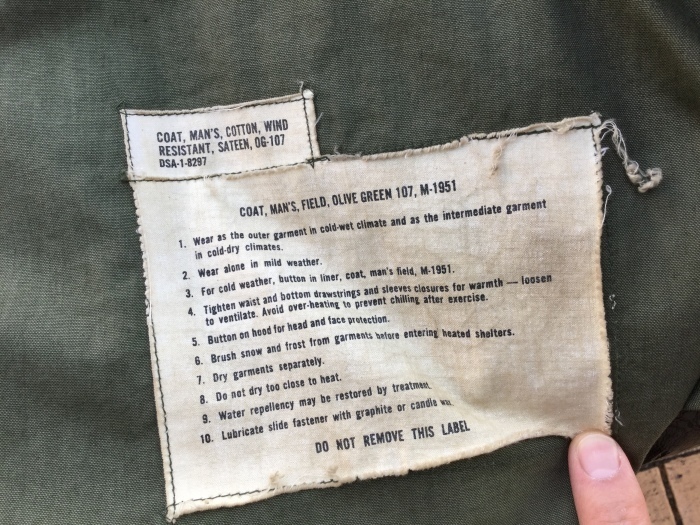 COAT, MAN'S, COTTON, WIND
RESISTANT, SATEEN, OG-107
DSA-1-8297
COAT, MAN'S, FIELD, OLIVE GREEN 107, M-1951
1. Wear as the outer garment in cold-wet climate and as the intermediate garment
in cold-dry climates.
2. Wear alone in mild weather.
3. For cold weather, button in liner, coat, man's field, M-1951.
4. Tighten waist and bottom drawstrings and sleeves closures for warmth — loosen
to ventilate. Avoid over-heating to prevent chilling after exercise.
5. Button on hood for head and face protection.
6. Brush snow and frost from garments before entering heated shelters.
7. Dry garments separately.
8. Do not dry too close to heat.
9. Water repellency may be restored by treatment
10. Lubricate slide fastener with graphite or candle wax
DO NOT REMOVE THIS LABEL